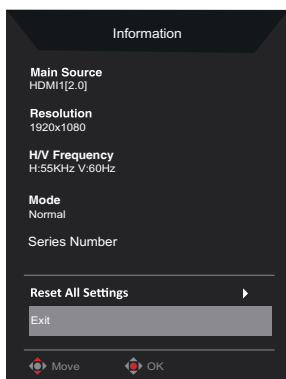 Information
Main Source
HDMI1[2.0]
Resolution
1920x1080
H/V Frequency
H:55KHz V:60Hz
Mode
Normal
Series Number
Reset All Settings
Exit
Move OK